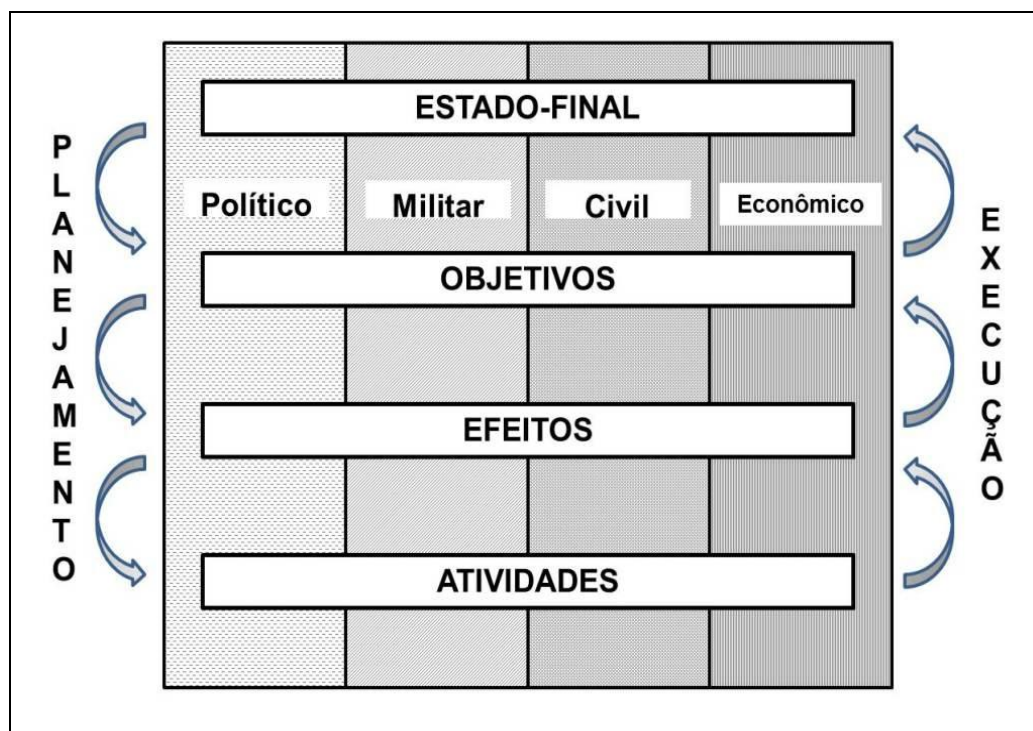 ESTADO-FINAL
PLANEJAMENTO
Político
Militar
Civil
Econômico
EXECUÇÃO
OBJETIVOS
EFEITOS
ATIVIDADES